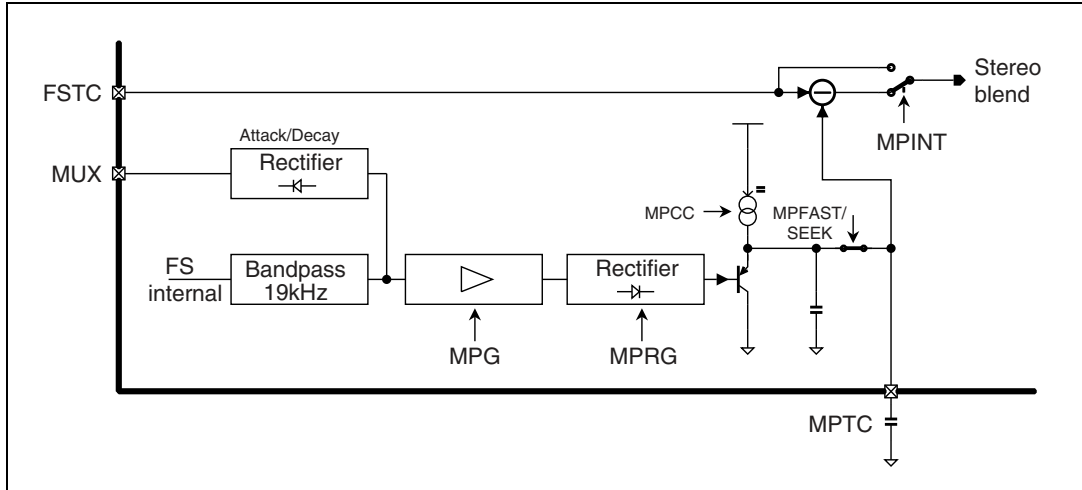 FSTC
Stereo
blend
MPINT
Attack/Decay
MUX
Rectifier
MPCC
MPFAST/
SEEK
FS
internal
Bandpass
19kHz
Rectifier
MPG
MPRG
MPTC